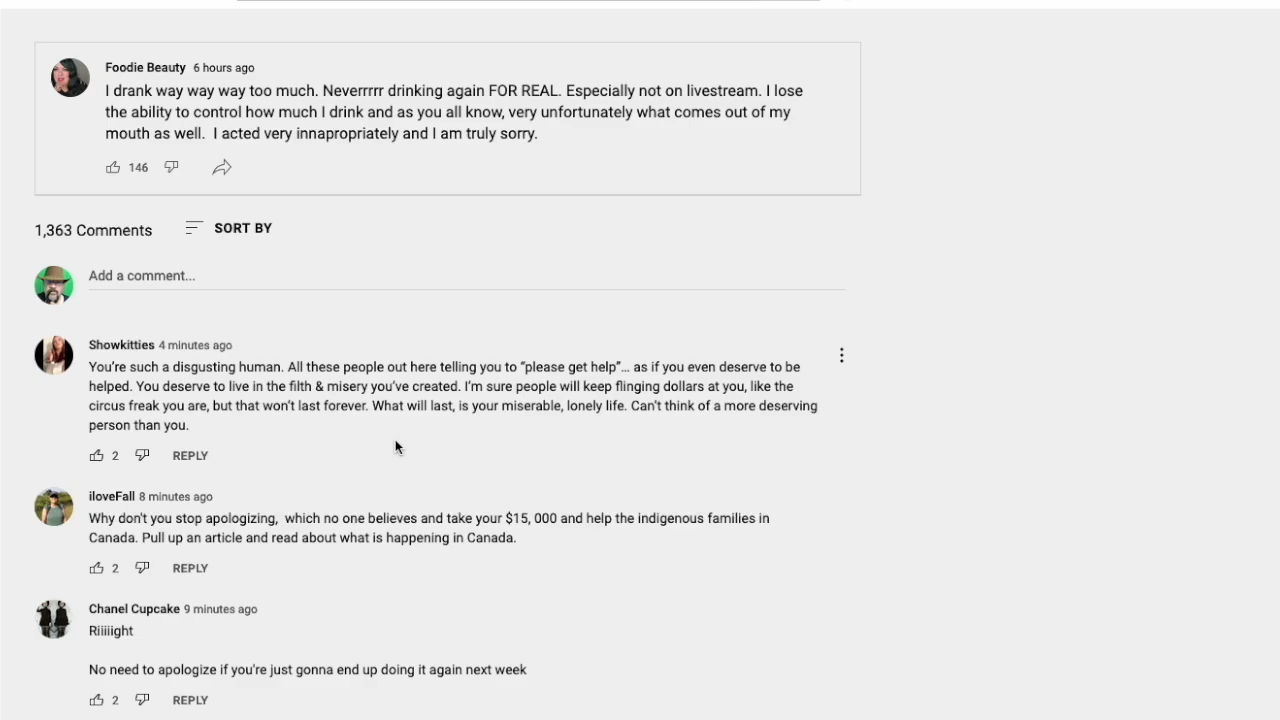 Foodie Beauty 6 hours ago
I drank way way way too much. Neverrrrr drinking again FOR REAL. Especially not on livestream. I lose
the ability to control how much I drink and as you all know, very unfortunately what comes out of my
mouth as well.  I acted very innapropriately and I am truly sorry.
146
1,363 Comments SORT BY
Add a comment...
Showkitties 4 minutes ago
You're such a disgusting human. All these people out here telling you to “please get help”... as if you even deserve to be
helped. You deserve to live in the filth & misery you've created. I'm sure people will keep flinging dollars at you, like the
circus freak you are, but that won't last forever. What will last, is your miserable, lonely life. Can't think of a more deserving
person than you.
2 REPLY
iloveFall 8 minutes ago
Why don't you stop apologizing,  which no one believes and take your $15, 000 and help the indigenous families in
Canada. Pull up an article and read about what is happening in Canada.
2 REPLY
Chanel Cupcake 9 minutes ago
Riiiiight
No need to apologize if you're just gonna end up doing it again next week
2 REPLY